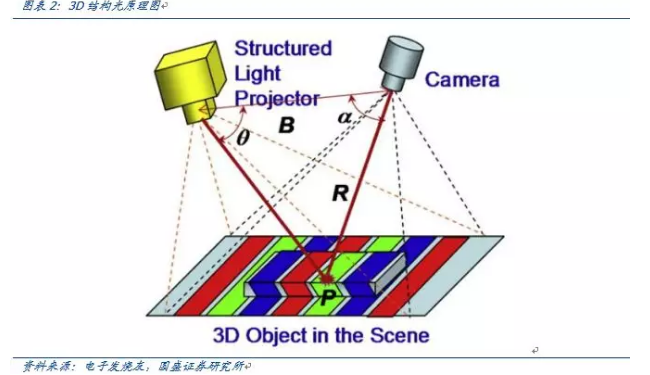 图表 2：3D 结构光原理图
Structured
Light
Projector
Camera
B
α
θ
R
P
3D Object in the Scene
资料来源：电子发烧友，国盛证券研究所